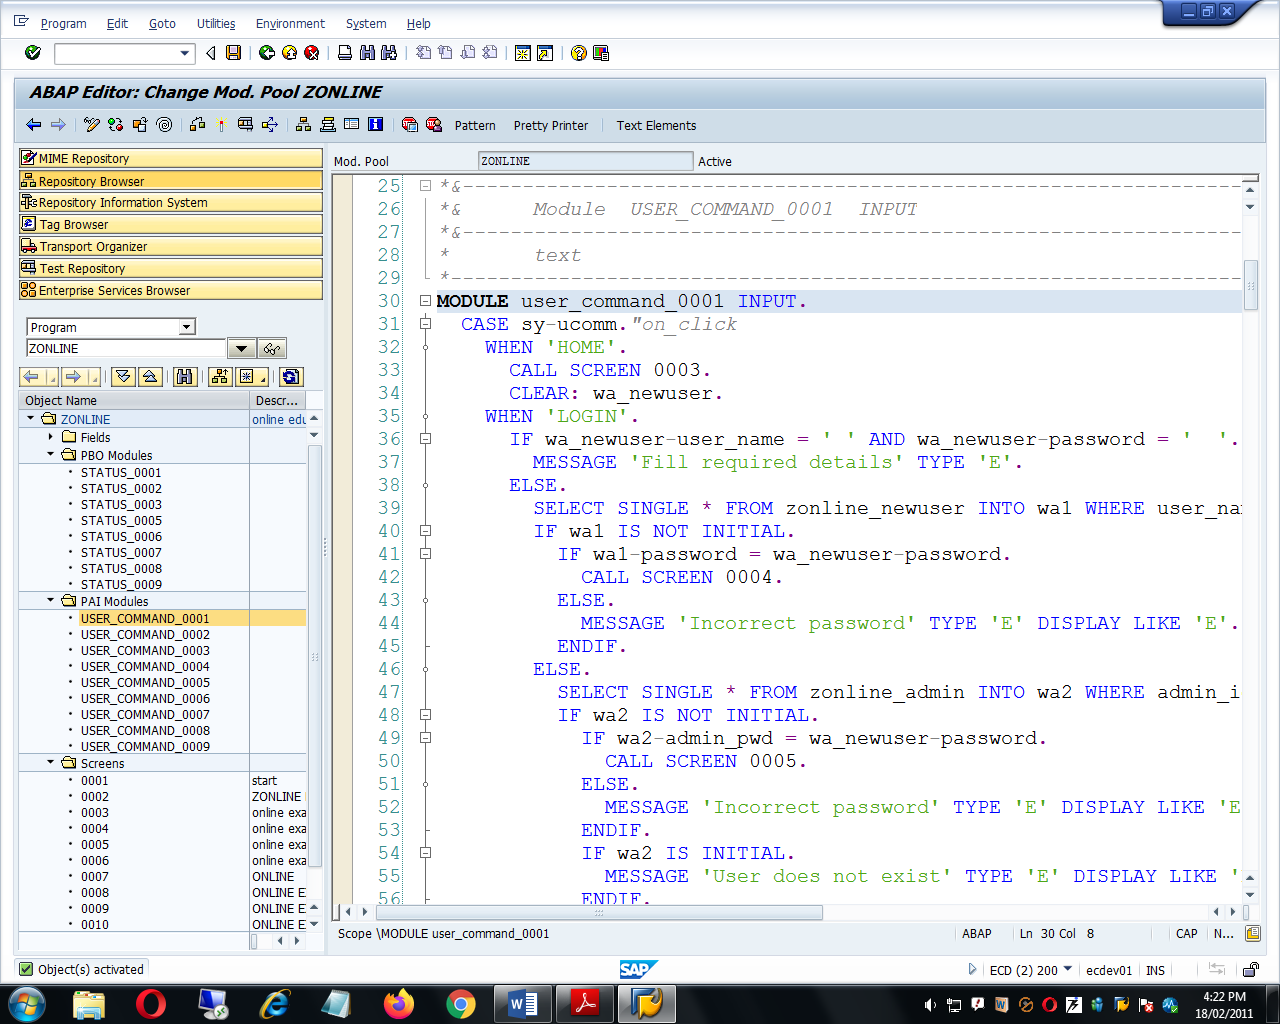 Program Edit Goto Utilities Environment System Help
ABAP Editor: Change Mod. Pool ZONLINE
Pattern Pretty Printer Text Elements
MIME Repository
Repository Browser
Repository Information System
Tag Browser
Transport Organizer
Test Repository
Enterprise Services Browser
Program
ZONLINE
Object Name Descr...
ZONLINE online edu
Fields
PBO Modules
STATUS_0001
STATUS_0002
STATUS_0003
STATUS_0005
STATUS_0006
STATUS_0007
STATUS_0008
STATUS_0009
PAI Modules
USER_COMMAND_0001
USER_COMMAND_0002
USER_COMMAND_0003
USER_COMMAND_0004
USER_COMMAND_0005
USER_COMMAND_0006
USER_COMMAND_0007
USER_COMMAND_0008
USER_COMMAND_0009
Screens
0001 start
0002 ZONLINE
0003 online exa
0004 online exa
0005 online exa
0006 online exa
0007 ONLINE
0008 ONLINE E
0009 ONLINE E
0010 ONLINE E
Mod. Pool ZONLINE Active
25 *&---------------------------------------------------------------------
26 *& Module USER_COMMAND_0001 INPUT
27 *&---------------------------------------------------------------------
28 * text
29 *----------------------------------------------------------------------
30 MODULE user_command_0001 INPUT.
31 CASE sy-ucomm."on_click
32 WHEN 'HOME'.
33 CALL SCREEN 0003.
34 CLEAR: wa_newuser.
35 WHEN 'LOGIN'.
36 IF wa_newuser-user_name = ' ' AND wa_newuser-password = '  '.
37 MESSAGE 'Fill required details' TYPE 'E'.
38 ELSE.
39 SELECT SINGLE * FROM zonline_newuser INTO wa1 WHERE user_na
40 IF wa1 IS NOT INITIAL.
41 IF wa1-password = wa_newuser-password.
42 CALL SCREEN 0004.
43 ELSE.
44 MESSAGE 'Incorrect password' TYPE 'E' DISPLAY LIKE 'E'.
45 ENDIF.
46 ELSE.
47 SELECT SINGLE * FROM zonline_admin INTO wa2 WHERE admin_i
48 IF wa2 IS NOT INITIAL.
49 IF wa2-admin_pwd = wa_newuser-password.
50 CALL SCREEN 0005.
51 ELSE.
52 MESSAGE 'Incorrect password' TYPE 'E' DISPLAY LIKE 'E
53 ENDIF.
54 IF wa2 IS INITIAL.
55 MESSAGE 'User does not exist' TYPE 'E' DISPLAY LIKE '
56 ENDIF.
Scope \MODULE user_command_0001 ABAP Ln 30 Col 8 CAP N...
Object(s) activated SAP ECD (2) 200 ecdev01 INS
4:22 PM
18/02/2011